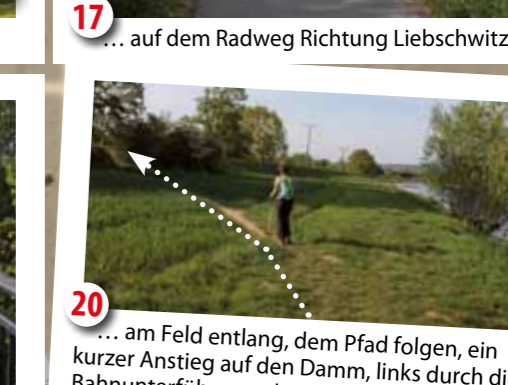 17
… auf dem Radweg Richtung Liebschwitz
20
… am Feld entlang, dem Pfad folgen, ein
kurzer Anstieg auf den Damm, links durch